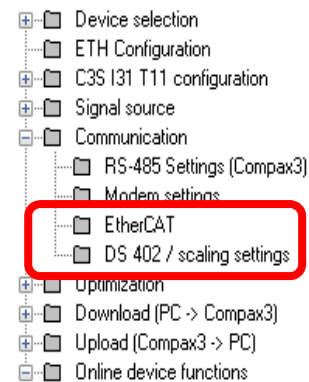 Device selection
ETH Configuration
C3S I31 T11 configuration
Signal source
Communication
RS-485 Settings (Compax3)
Modem settings
EtherCAT
DS 402 / scaling settings
Optimization
Download (PC -> Compax3)
Upload (Compax3 -> PC)
Online device functions